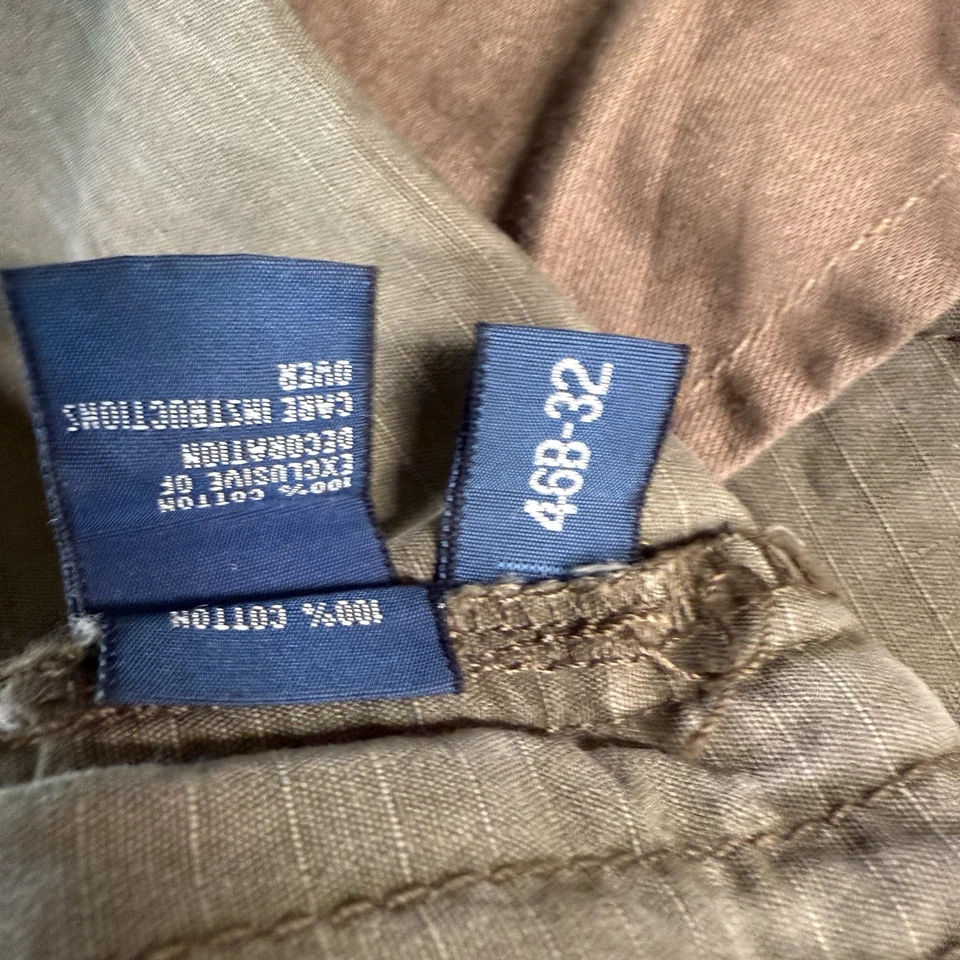 100% COTTON
100% COTTON
EXCLUSIVE OF
DECORATION
CARE INSTRUCTIONS
OVER
46B-32